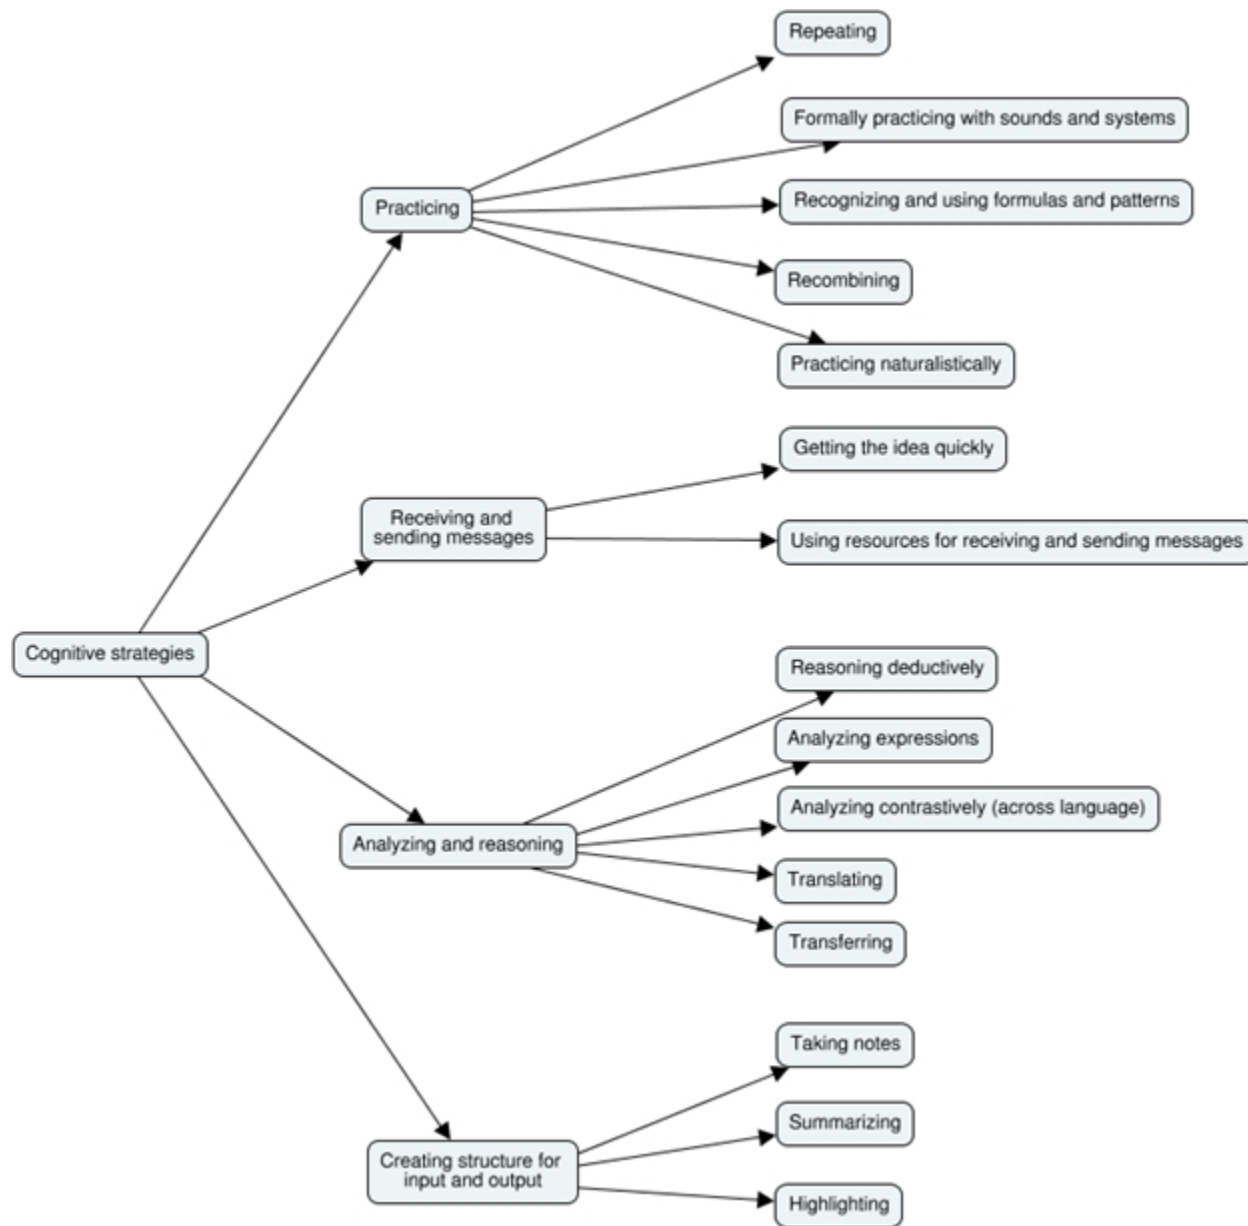 Repeating
Formally practicing with sounds and systems
Practicing
Recognizing and using formulas and patterns
Recombining
Practicing naturalistically
Getting the idea quickly
Receiving and
sending messages
Using resources for receiving and sending messages
Cognitive strategies
Reasoning deductively
Analyzing expressions
Analyzing contrastively (across language)
Analyzing and reasoning
Translating
Transferring
Taking notes
Summarizing
Creating structure for
input and output
Highlighting